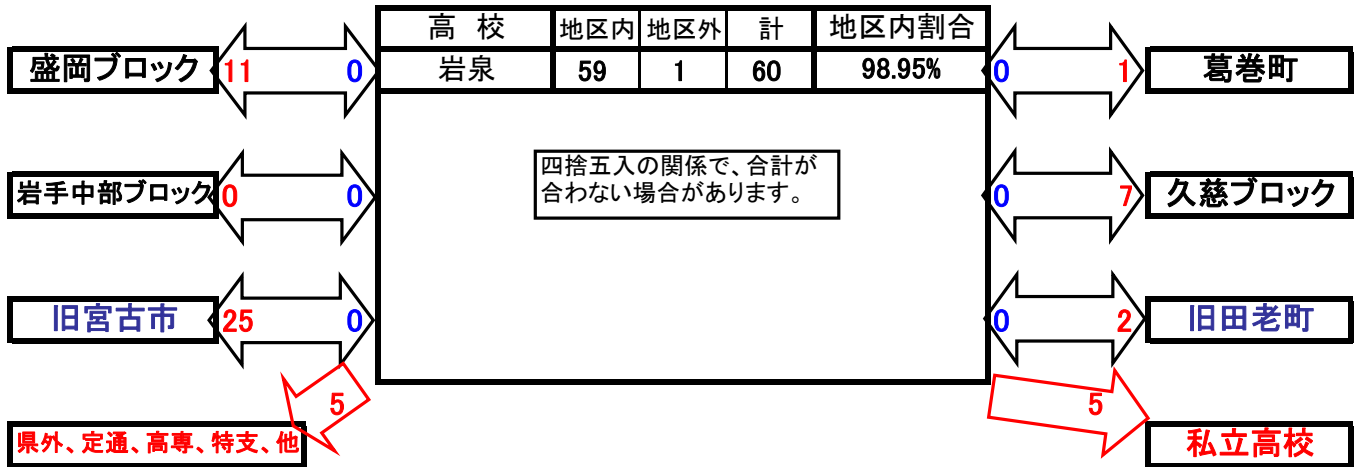 高 校 地区内 地区外 計 地区内割合
盛岡ブロック 11 0 岩泉 59 1 60 98.95% 0 1 葛巻町
四捨五入の関係で、合計が
合わない場合があります。
岩手中部ブロック 0 0 0 7 久慈ブロック
旧宮古市 25 0 0 2 旧田老町
5 5
県外、定通、高専、特支、他 私立高校